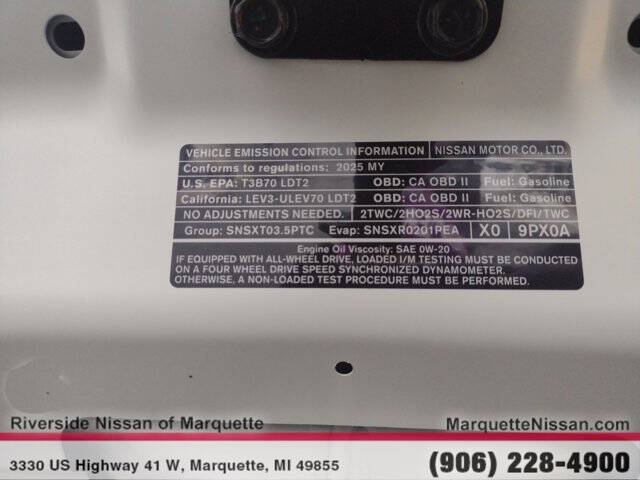 VEHICLE EMISSION CONTROL INFORMATION NISSAN MOTOR CO., LTD.
Conforms to regulations: 2025 MY
U.S. EPA: T3B70 LDT2 OBD: CA OBD II Fuel: Gasoline
California: LEV3-ULEV70 LDT2 OBD: CA OBD II Fuel: Gasoline
NO ADJUSTMENTS NEEDED. 2TWC/2HO2S/2WR-HO2S/DFI/TWC
Group: SNSXT03.5PTC Evap: SNSXR0201PEA X0 9PX0A
Engine Oil Viscosity: SAE 0W-20
IF EQUIPPED WITH ALL-WHEEL DRIVE, LOADED I/M TESTING MUST BE CONDUCTED
ON A FOUR WHEEL DRIVE SPEED SYNCHRONIZED DYNAMOMETER.
OTHERWISE, A NON-LOADED TEST PROCEDURE MUST BE PERFORMED.
Riverside Nissan of Marquette MarquetteNissan.com
3330 US Highway 41 W, Marquette, MI 49855 (906) 228-4900